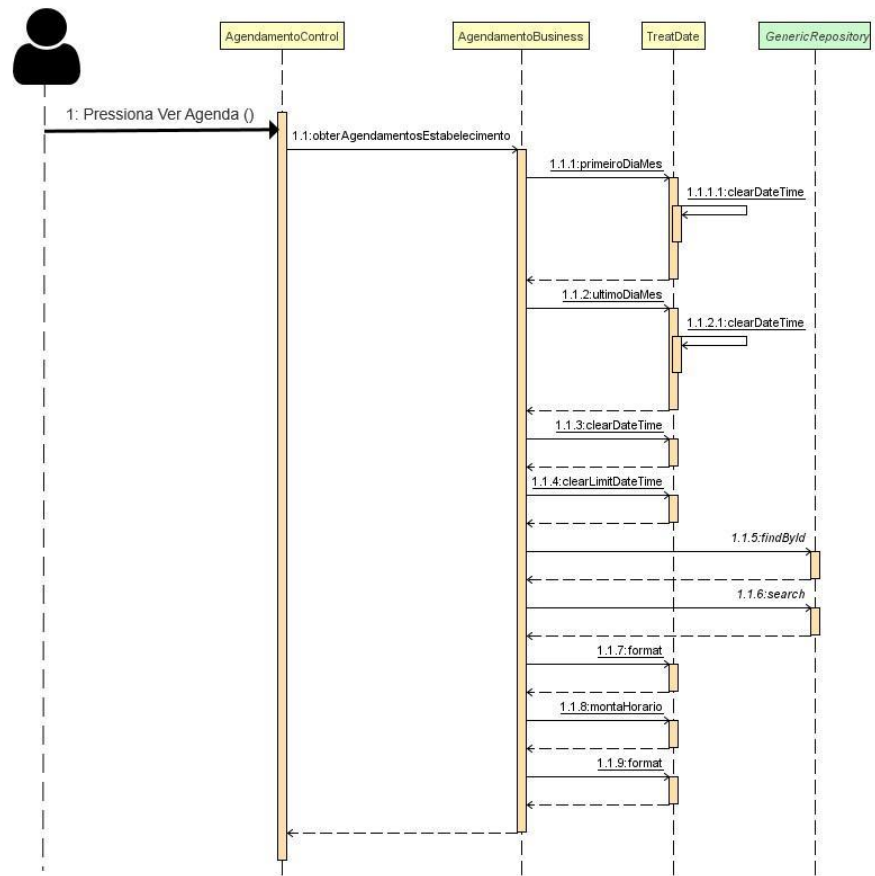 AgendamentoControl
AgendamentoBusiness
TreatDate
GenericRepository
1: Pressiona Ver Agenda ()
1.1:obterAgendamentosEstabelecimento
1.1.1:primeiroDiaMes
1.1.1.1:clearDateTime
1.1.2:ultimoDiaMes
1.1.2.1:clearDateTime
1.1.3:clearDateTime
1.1.4:clearLimitDateTime
1.1.5:findById
1.1.6:search
1.1.7:format
1.1.8:montaHorario
1.1.9:format